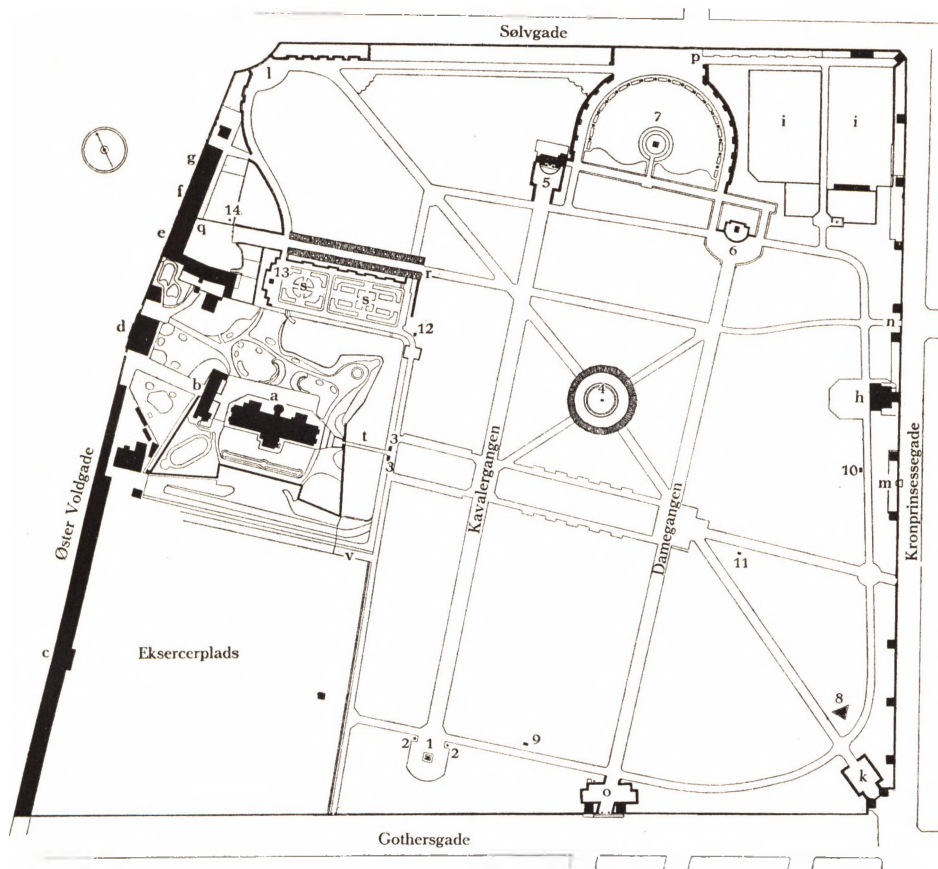 Sølvgade
l
p
7
i
i
g
5
f
14
q
6
e
r
13
s
s
12
n
d
b
a
4
h
t
3
3
10
m
Øster Voldgade
Kavalergangen
Damegangen
Kronprinsessegade
v
11
c
Eksercerplads
8
2
1
2
9
k
o
Gothersgade